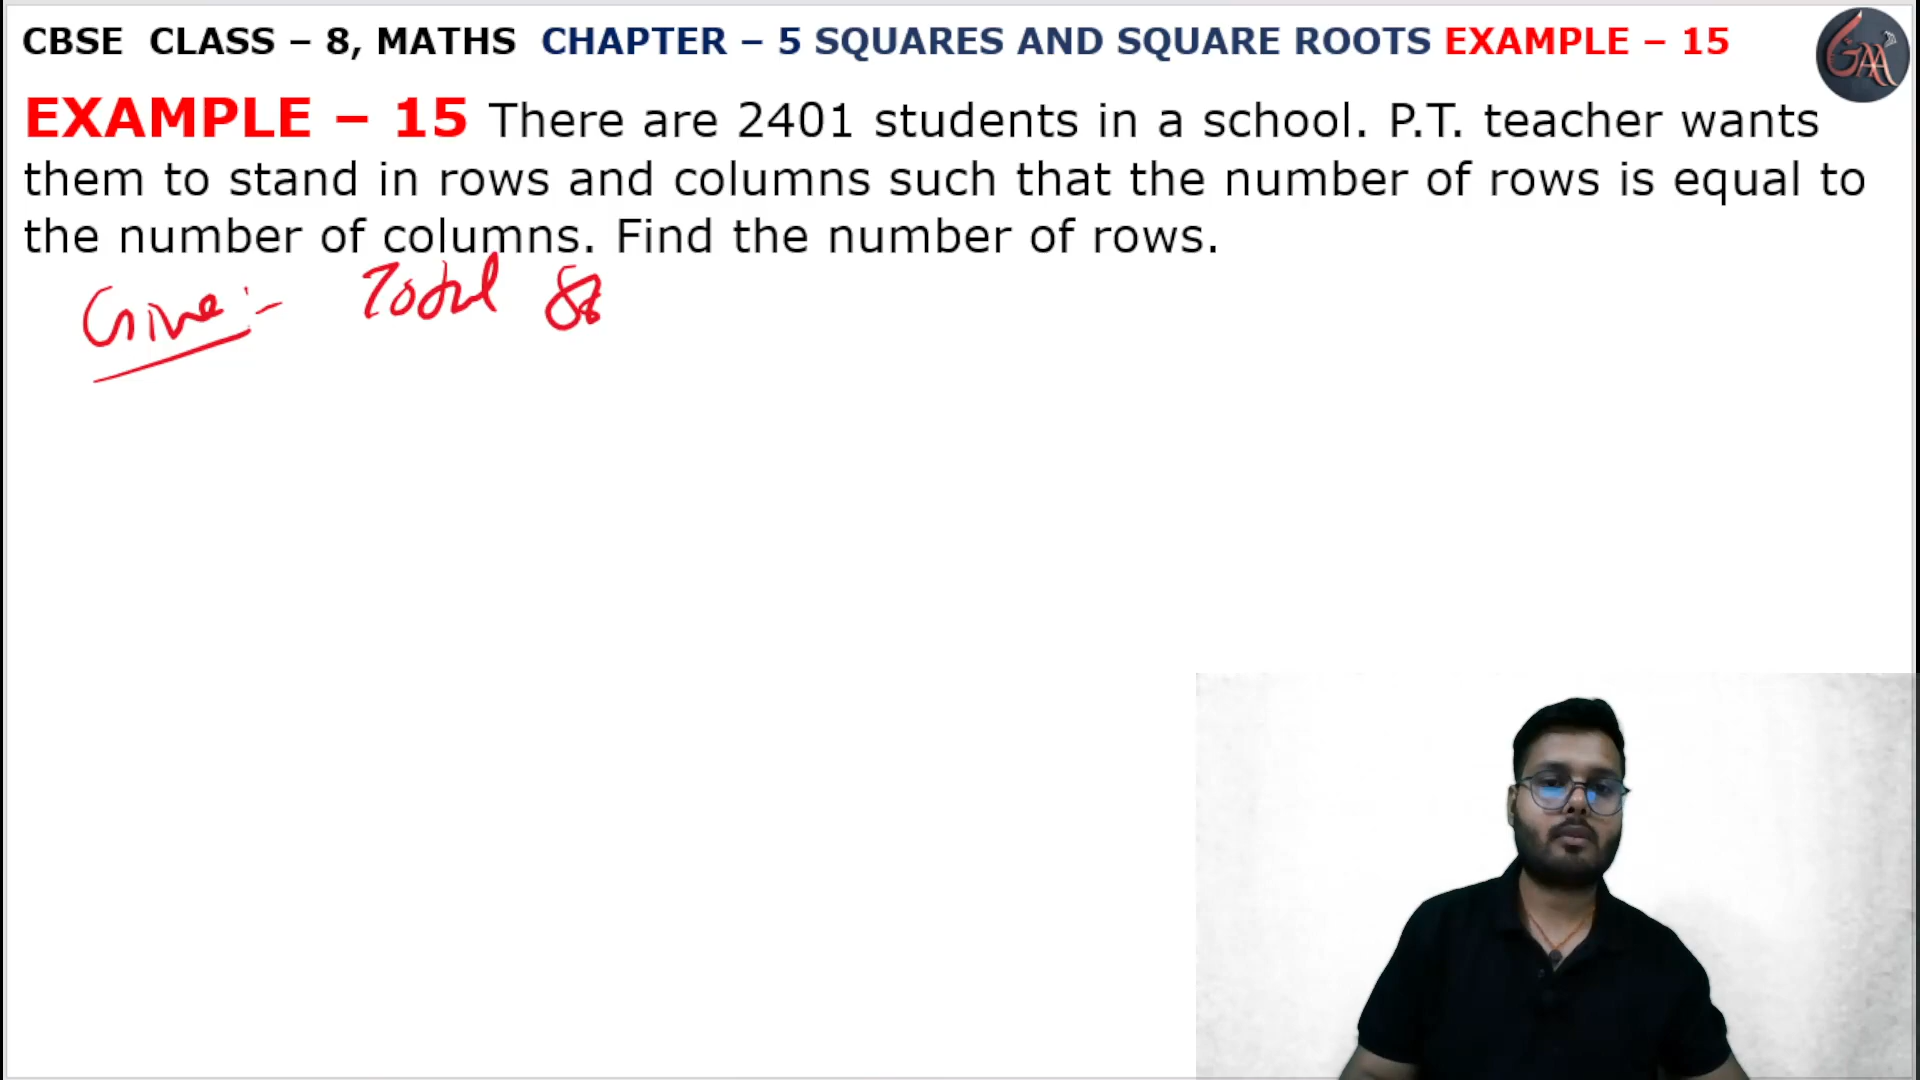 CBSE CLASS – 8, MATHS CHAPTER – 5 SQUARES AND SQUARE ROOTS EXAMPLE – 15
EXAMPLE – 15 There are 2401 students in a school. P.T. teacher wants
them to stand in rows and columns such that the number of rows is equal to
the number of columns. Find the number of rows.
Total